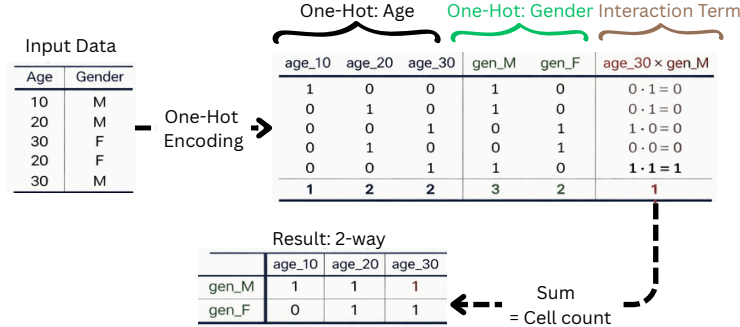 One-Hot: Age One-Hot: Gender Interaction Term
Input Data
Age Gender
10 M
20 M
30 F
20 F
30 M
One-Hot
Encoding
age_10 age_20 age_30 gen_M gen_F age_30 × gen_M
1 0 0 1 0 0 · 1 = 0
0 1 0 1 0 0 · 1 = 0
0 0 1 0 1 1 · 0 = 0
0 1 0 0 1 0 · 0 = 0
0 0 1 1 0 1 · 1 = 1
1 2 2 3 2 1
Result: 2-way
age_10 age_20 age_30
gen_M 1 1 1
gen_F 0 1 1
Sum
= Cell count